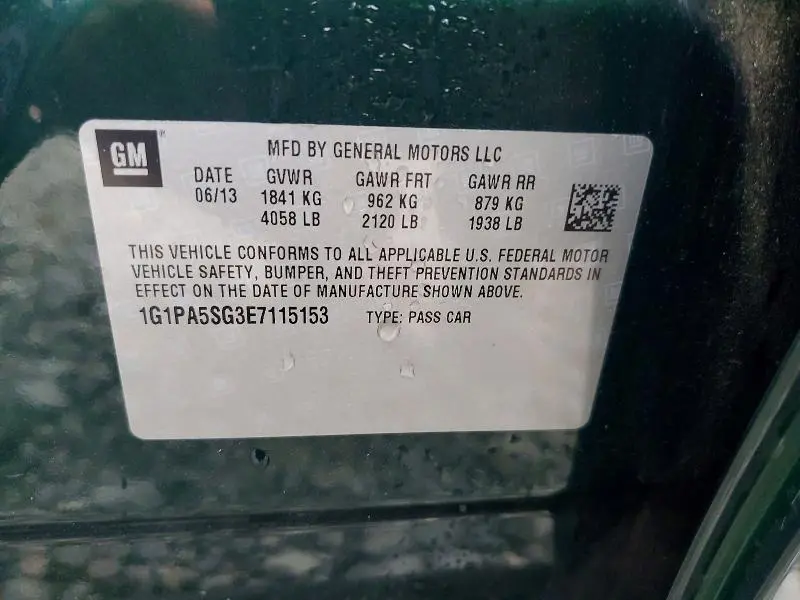 GM
MFD BY GENERAL MOTORS LLC
DATE GVWR GAWR FRT GAWR RR
06/13 1841 KG 962 KG 879 KG
4058 LB 2120 LB 1938 LB
THIS VEHICLE CONFORMS TO ALL APPLICABLE U.S. FEDERAL MOTOR
VEHICLE SAFETY, BUMPER, AND THEFT PREVENTION STANDARDS IN
EFFECT ON THE DATE OF MANUFACTURE SHOWN ABOVE.
1G1PA5SG3E7115153 TYPE: PASS CAR